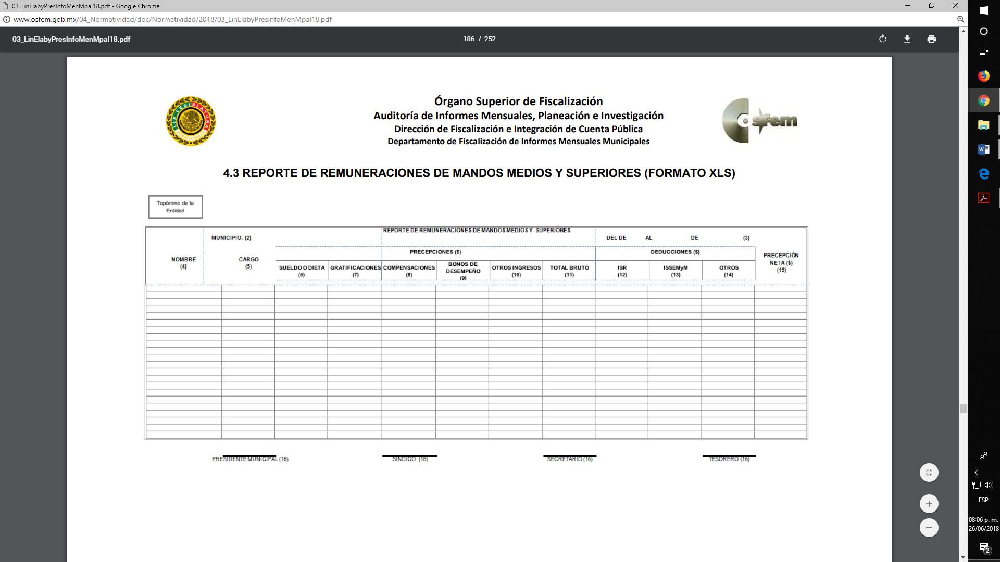 03_LinElabyPresInfoMenMpal18.pdf - Google Chrome
www.osfem.gob.mx/04_Normatividad/doc/Normatividad/2018/03_LinElabyPresInfoMenMpal18.pdf
03_LinElabyPresInfoMenMpal18.pdf
186 / 252
LIX LEGISLATURA
Órgano Superior de Fiscalización
Auditoría de Informes Mensuales, Planeación e Investigación
Dirección de Fiscalización e Integración de Cuenta Pública
Departamento de Fiscalización de Informes Mensuales Municipales
osfem
4.3 REPORTE DE REMUNERACIONES DE MANDOS MEDIOS Y SUPERIORES (FORMATO XLS)
Topónimo de la
Entidad
REPORTE DE REMUNERACIONES DE MANDOS MEDIOS Y SUPERIORES
MUNICIPIO: (2)
DEL DE AL DE (3)
NOMBRE
(4)
CARGO
(5)
PRECEPCIONES ($)
SUELDO O DIETA
(6)
GRATIFICACIONES
(7)
COMPENSACIONES
(8)
BONOS DE
DESEMPEÑO
(9)
OTROS INGRESOS
(10)
TOTAL BRUTO
(11)
DEDUCCIONES ($)
ISR
(12)
ISSEMyM
(13)
OTROS
(14)
PRECEPCIÓN
NETA ($)
(15)
PRESIDENTE MUNICIPAL (16)
SINDICO (16)
SECRETARIO (16)
TESORERO (16)
ESP
08:06 p. m.
26/06/2018
2